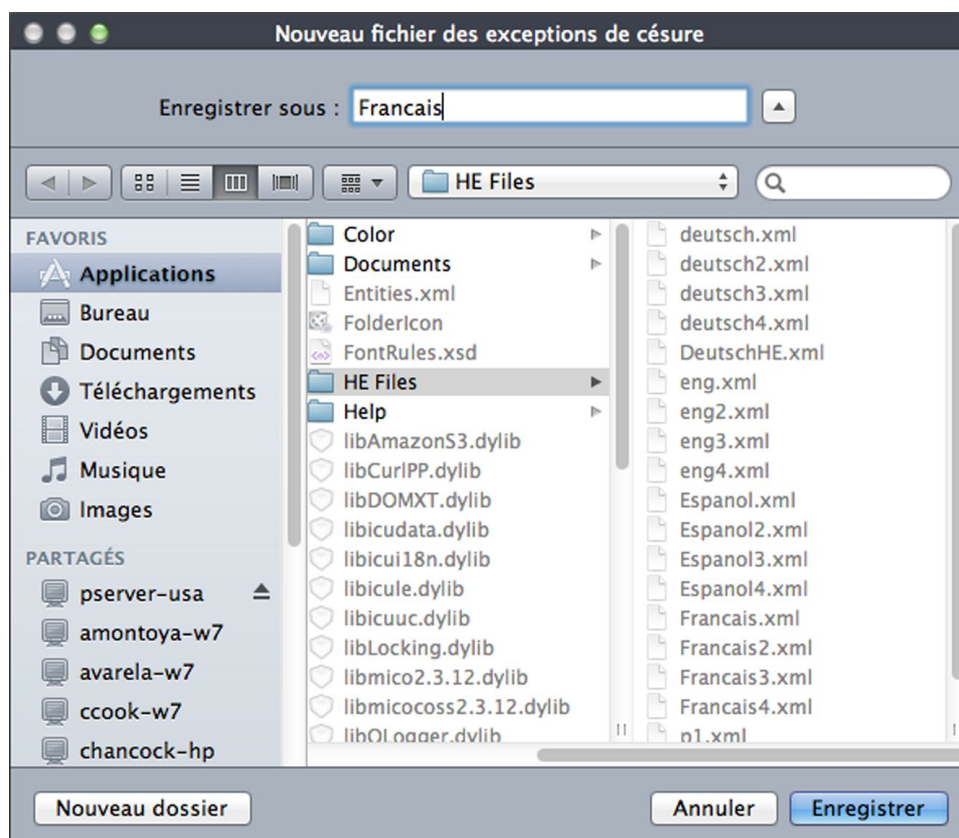 Nouveau fichier des exceptions de césure
Enregistrer sous : Francais
HE Files
FAVORIS
Applications
Bureau
Documents
Téléchargements
Vidéos
Musique
Images
PARTAGÉS
pserver-usa
amontoya-w7
avarela-w7
ccook-w7
chancock-hp
Color
Documents
Entities.xml
FolderIcon
FontRules.xsd
HE Files
Help
libAmazonS3.dylib
libCurlPP.dylib
libDOMXT.dylib
libicudata.dylib
libicui18n.dylib
libicule.dylib
libicuuc.dylib
libLocking.dylib
libmico2.3.12.dylib
libmicocoss2.3.12.dylib
libQLogger.dylib
deutsch.xml
deutsch2.xml
deutsch3.xml
deutsch4.xml
DeutschHE.xml
eng.xml
eng2.xml
eng3.xml
eng4.xml
Espanol.xml
Espanol2.xml
Espanol3.xml
Espanol4.xml
Francais.xml
Francais2.xml
Francais3.xml
Francais4.xml
p1.xml
Nouveau dossier
Annuler
Enregistrer